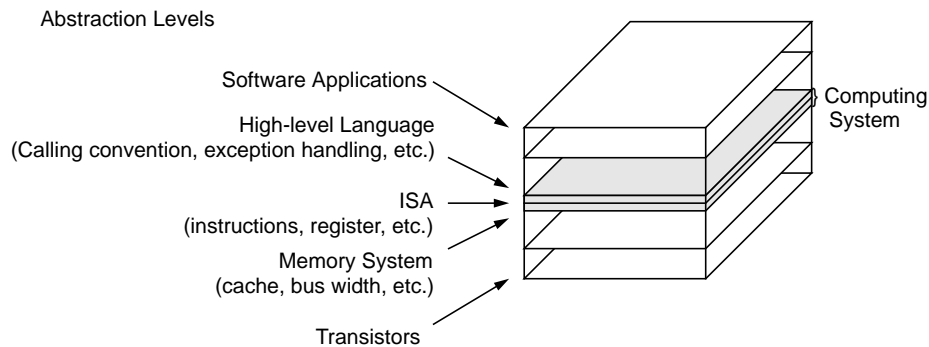 Abstraction Levels
Software Applications
High-level Language
(Calling convention, exception handling, etc.)
ISA
(instructions, register, etc.)
Memory System
(cache, bus width, etc.)
Transistors
Computing
System